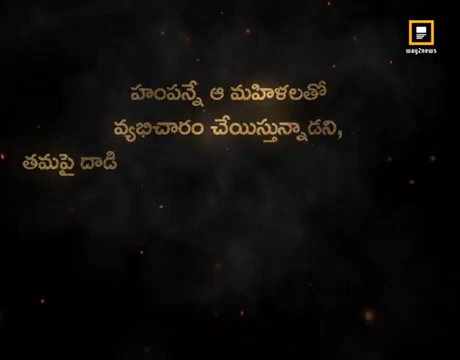 way2news
హంపన్నే ఆ మహిళలతో
వ్యభిచారం చేయిస్తున్నాడని,
తమపై దాడి